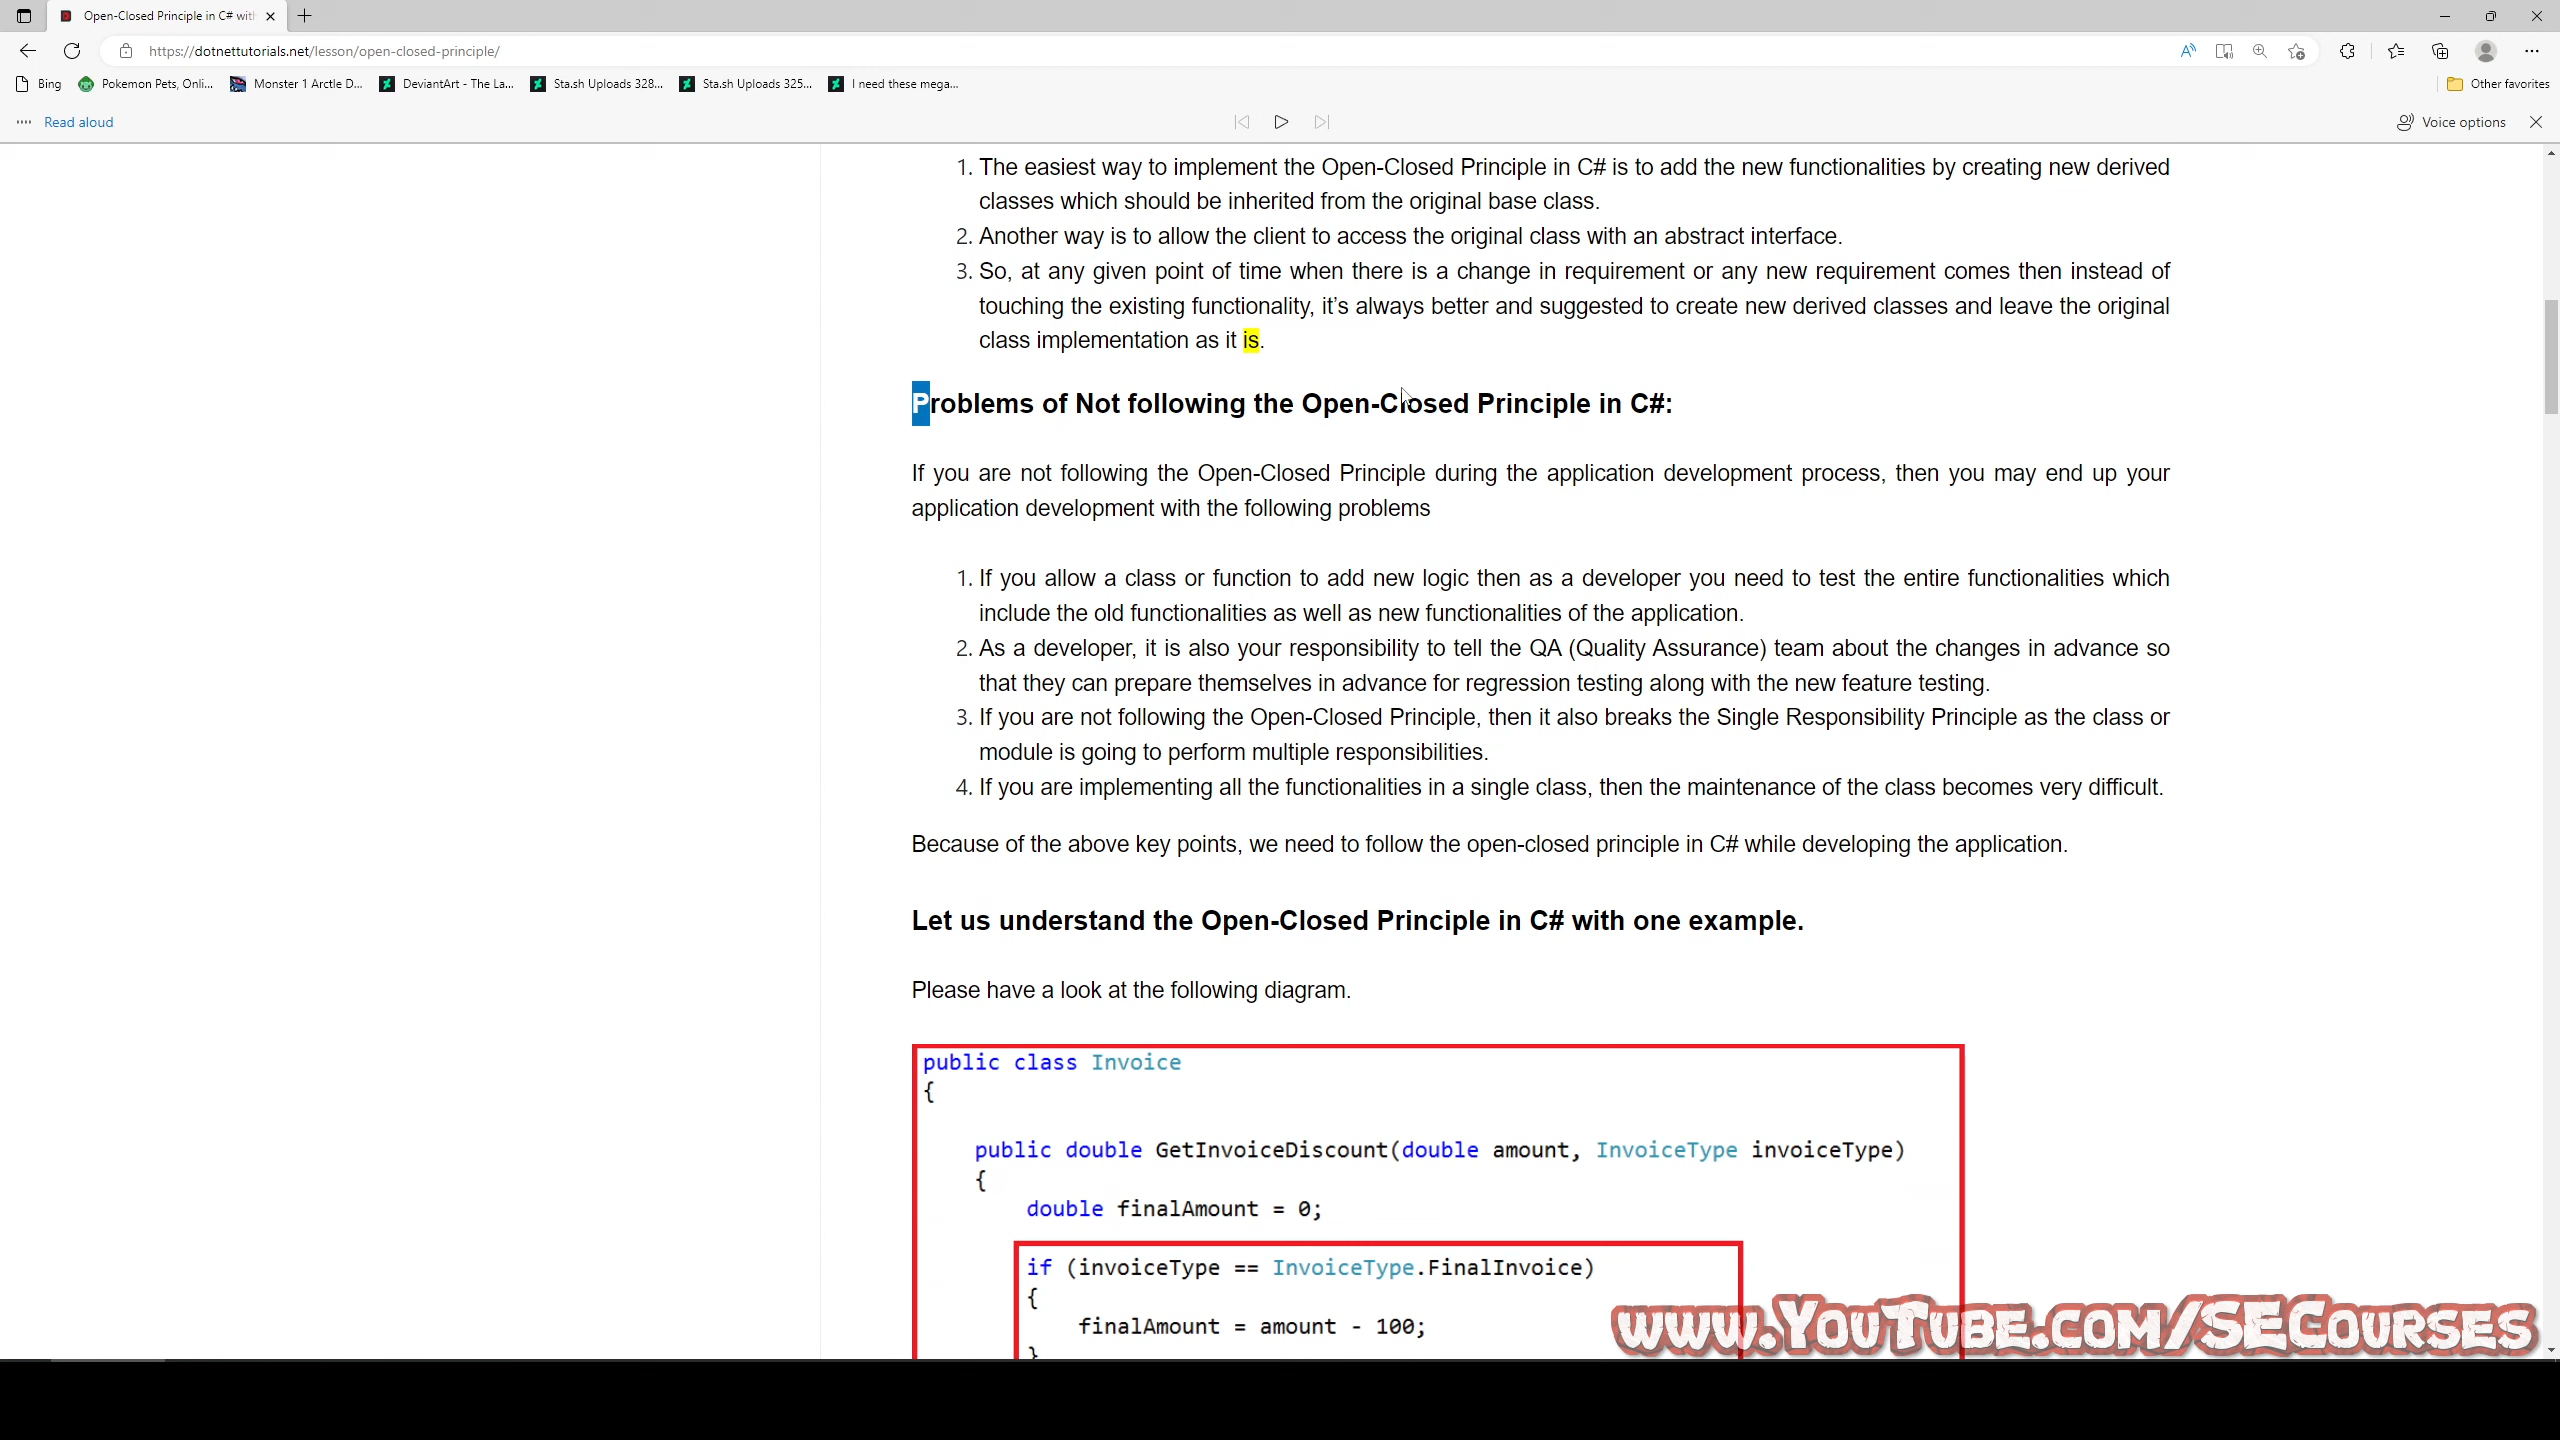 Open-Closed Principle in C# with
https://dotnettutorials.net/lesson/open-closed-principle/
Bing
Pokemon Pets, Onli...
Monster 1 Arctle D...
DeviantArt - The La...
Sta.sh Uploads 328...
Sta.sh Uploads 325...
I need these mega...
Other favorites
Read aloud
Voice options
1. The easiest way to implement the Open-Closed Principle in C# is to add the new functionalities by creating new derived
classes which should be inherited from the original base class.
2. Another way is to allow the client to access the original class with an abstract interface.
3. So, at any given point of time when there is a change in requirement or any new requirement comes then instead of
touching the existing functionality, it’s always better and suggested to create new derived classes and leave the original
class implementation as it is.
Problems of Not following the Open-Closed Principle in C#:
If you are not following the Open-Closed Principle during the application development process, then you may end up your
application development with the following problems
1. If you allow a class or function to add new logic then as a developer you need to test the entire functionalities which
include the old functionalities as well as new functionalities of the application.
2. As a developer, it is also your responsibility to tell the QA (Quality Assurance) team about the changes in advance so
that they can prepare themselves in advance for regression testing along with the new feature testing.
3. If you are not following the Open-Closed Principle, then it also breaks the Single Responsibility Principle as the class or
module is going to perform multiple responsibilities.
4. If you are implementing all the functionalities in a single class, then the maintenance of the class becomes very difficult.
Because of the above key points, we need to follow the open-closed principle in C# while developing the application.
Let us understand the Open-Closed Principle in C# with one example.
Please have a look at the following diagram.
public class Invoice
{
public double GetInvoiceDiscount(double amount, InvoiceType invoiceType)
{
double finalAmount = 0;
if (invoiceType == InvoiceType.FinalInvoice)
{
finalAmount = amount - 100;
}
www.YouTube.com/SECourses